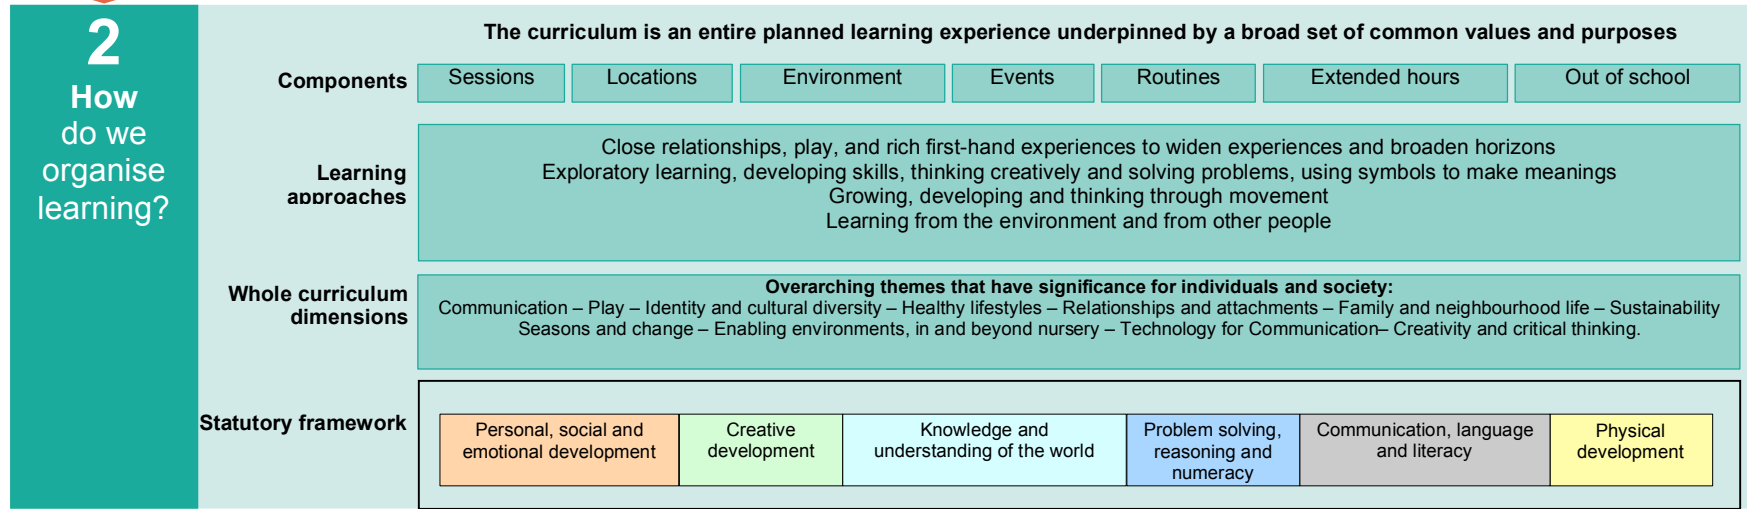 2
How
do we
organise
learning?
The curriculum is an entire planned learning experience underpinned by a broad set of common values and purposes
Components
Sessions
Locations
Environment
Events
Routines
Extended hours
Out of school
Learning
approaches
Close relationships, play, and rich first-hand experiences to widen experiences and broaden horizons
Exploratory learning, developing skills, thinking creatively and solving problems, using symbols to make meanings
Growing, developing and thinking through movement
Learning from the environment and from other people
Whole curriculum
dimensions
Overarching themes that have significance for individuals and society:
Communication – Play – Identity and cultural diversity – Healthy lifestyles – Relationships and attachments – Family and neighbourhood life – Sustainability
Seasons and change – Enabling environments, in and beyond nursery – Technology for Communication– Creativity and critical thinking.
Statutory framework
Personal, social and
emotional development
Creative
development
Knowledge and
understanding of the world
Problem solving,
reasoning and
numeracy
Communication, language
and literacy
Physical
development